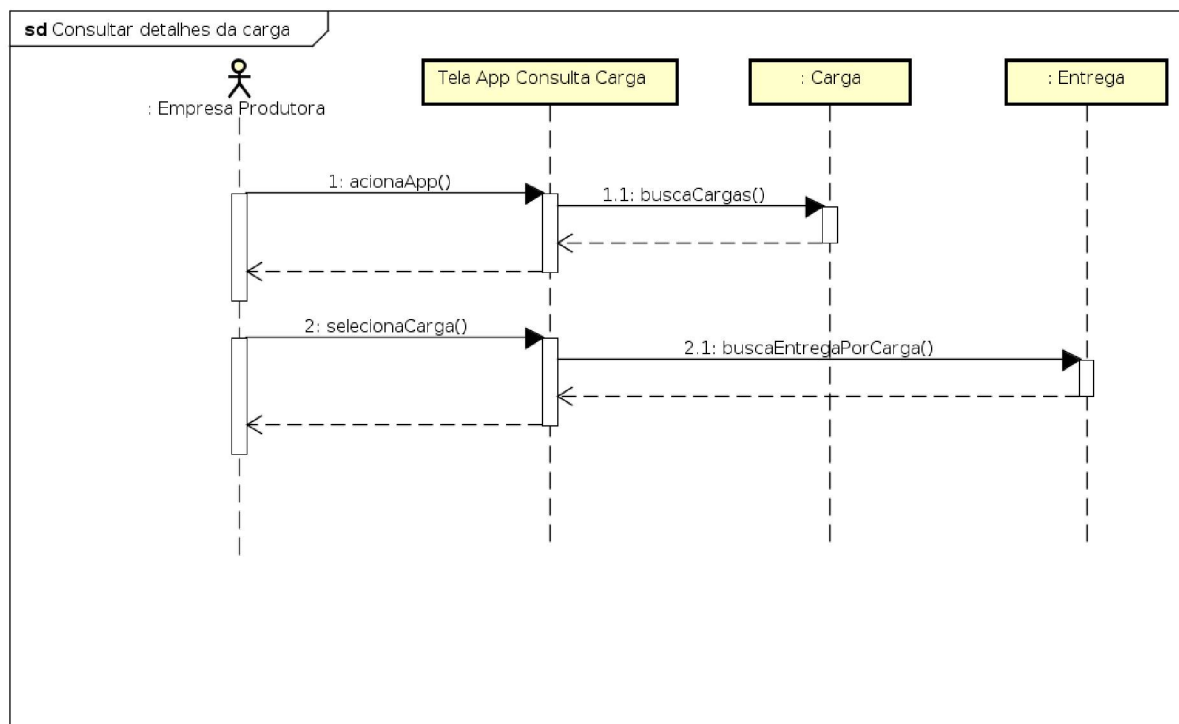 sd Consultar detalhes da carga
: Empresa Produtora
Tela App Consulta Carga
: Carga
: Entrega
1: acionaApp()
1.1: buscaCargas()
2: selecionaCarga()
2.1: buscaEntregaPorCarga()